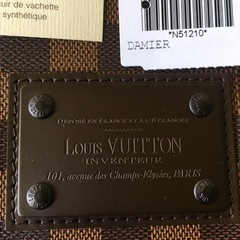 cuir de vachette
synthétique
*N51210*
DAMIER
DÉPOSÉ EN FRANCE ET À L'ÉTRANGER
LOUIS VUITTON
INVENTEUR
101, avenue des Champs-Elysées, PARIS